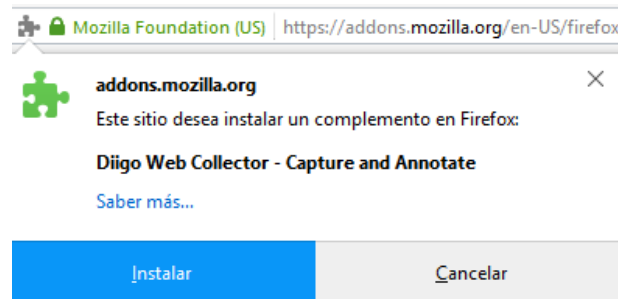 Mozilla Foundation (US) https://addons.mozilla.org/en-US/firefox
addons.mozilla.org
Este sitio desea instalar un complemento en Firefox:
Diigo Web Collector - Capture and Annotate
Saber más...
Instalar Cancelar